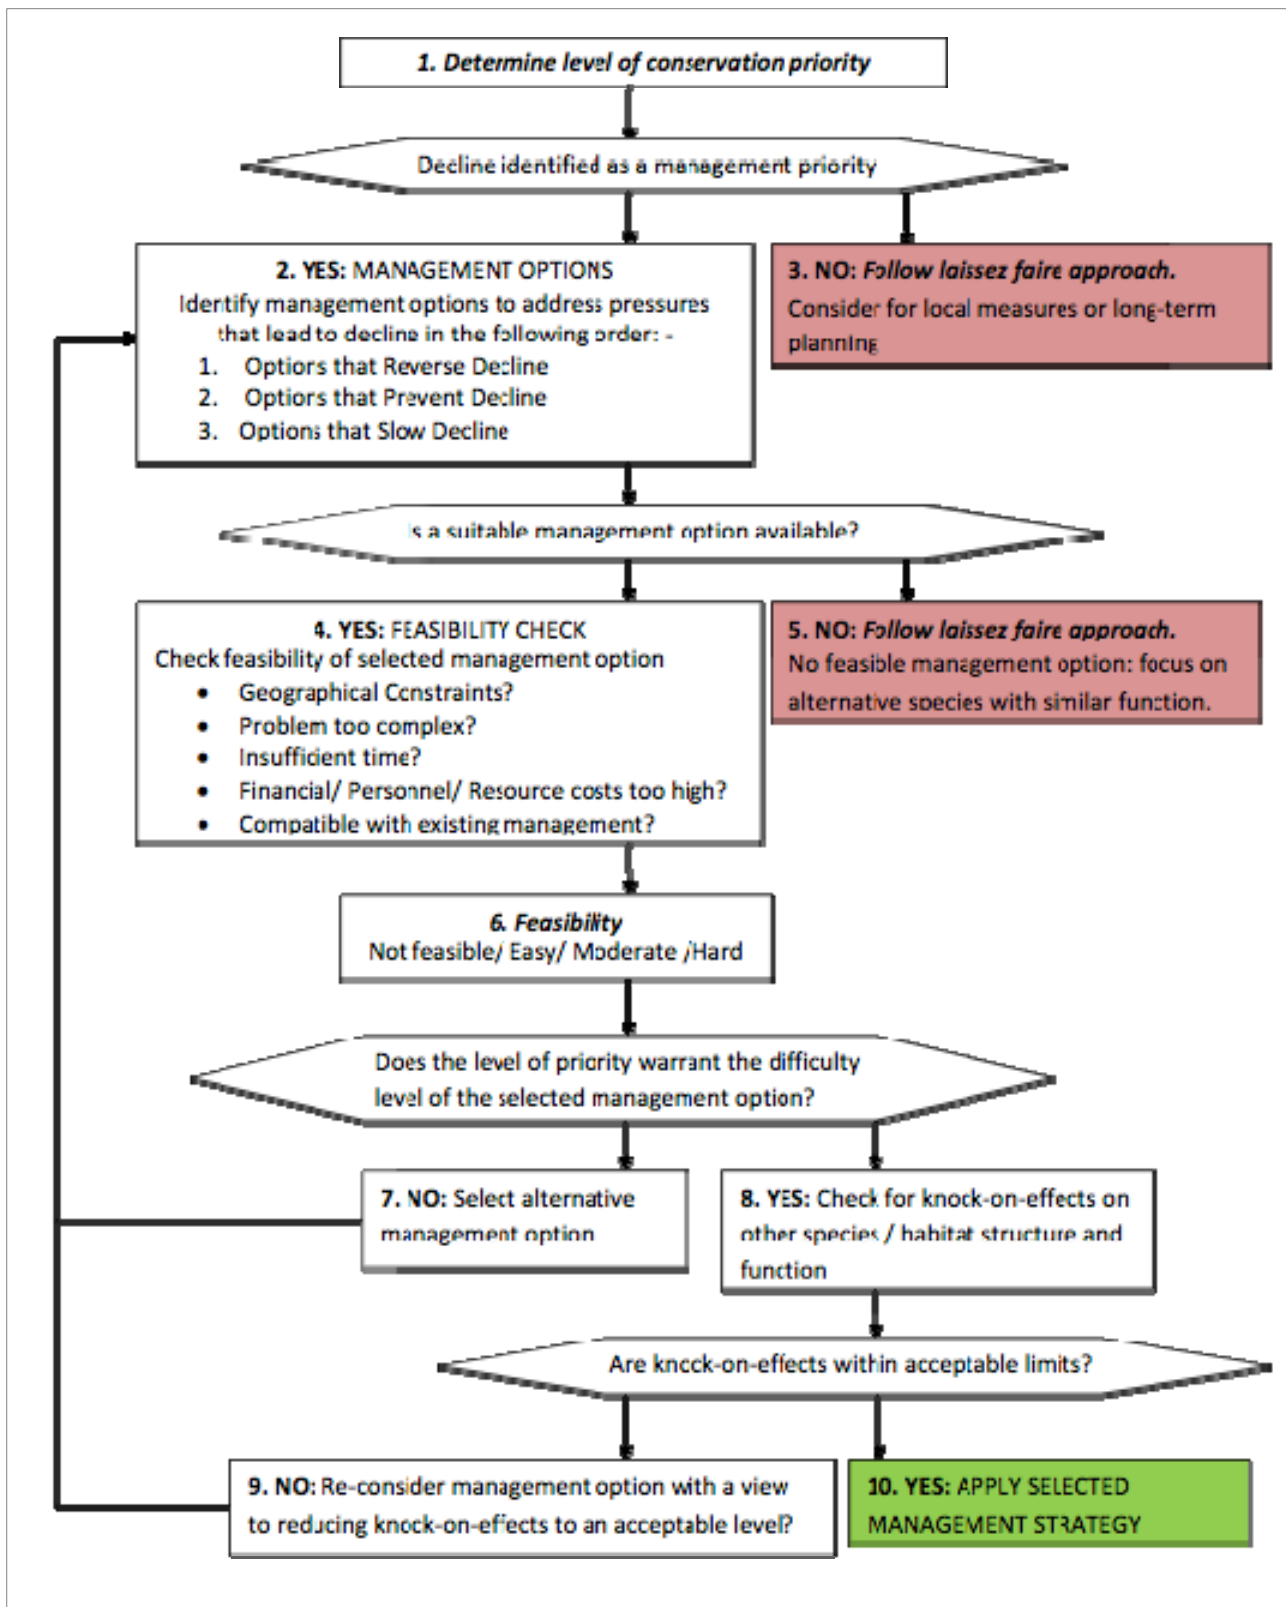 1. Determine level of conservation priority
Decline identified as a management priority
2. YES: MANAGEMENT OPTIONS
Identify management options to address pressures
that lead to decline in the following order: -
1. Options that Reverse Decline
2. Options that Prevent Decline
3. Options that Slow Decline
3. NO: Follow laissez faire approach.
Consider for local measures or long-term
planning
Is a suitable management option available?
4. YES: FEASIBILITY CHECK
Check feasibility of selected management option
• Geographical Constraints?
• Problem too complex?
• Insufficient time?
• Financial/ Personnel/ Resource costs too high?
• Compatible with existing management?
5. NO: Follow laissez faire approach.
No feasible management option: focus on
alternative species with similar function.
6. Feasibility
Not feasible/ Easy/ Moderate /Hard
Does the level of priority warrant the difficulty
level of the selected management option?
7. NO: Select alternative
management option
8. YES: Check for knock-on-effects on
other species / habitat structure and
function
Are knock-on-effects within acceptable limits?
9. NO: Re-consider management option with a view
to reducing knock-on-effects to an acceptable level?
10. YES: APPLY SELECTED
MANAGEMENT STRATEGY